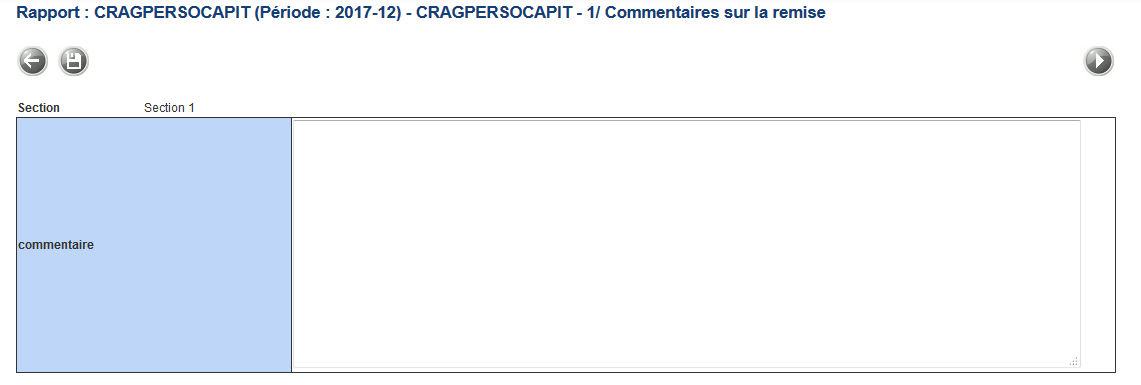 Rapport : CRAGPERSOCAPIT (Période : 2017-12) - CRAGPERSOCAPIT - 1/ Commentaires sur la remise
Section Section 1
commentaire